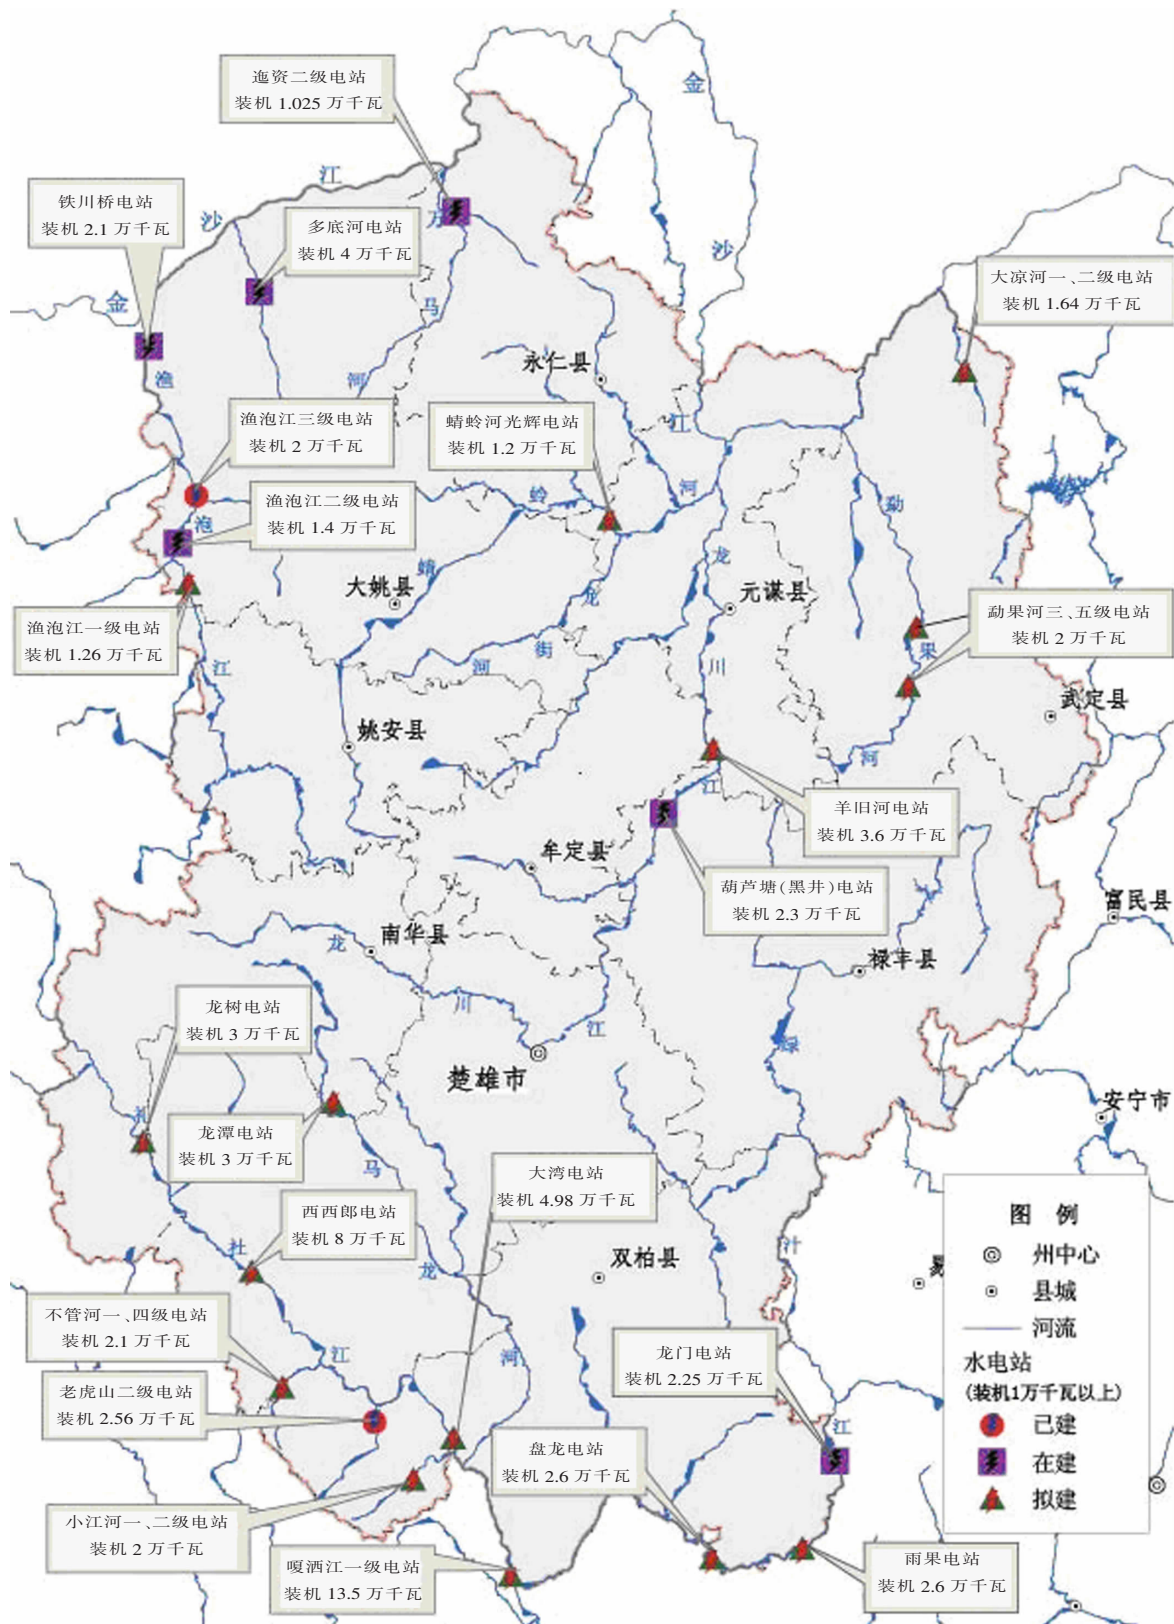 迤资二级电站
装机 1.025 万千瓦
金
江
铁川桥电站
装机 2.1 万千瓦
沙
多底河电站
装机 4 万千瓦
万
沙
大凉河一、二级电站
装机 1.64 万千瓦
金
马
渔
河
永仁县
渔泡江三级电站
装机 2 万千瓦
蜻蛉河光辉电站
装机 1.2 万千瓦
江
蛉
河
勐
渔泡江二级电站
装机 1.4 万千瓦
泡
龙
蜻
大姚县
龙
元谋县
渔泡江一级电站
装机 1.26 万千瓦
勐果河三、五级电站
装机 2 万千瓦
江
河
街
川
果
武定县
姚安县
河
江
羊旧河电站
装机 3.6 万千瓦
牟定县
葫芦塘(黑井)电站
装机 2.3 万千瓦
富民县
龙
南华县
禄丰县
龙树电站
装机 3 万千瓦
川
江
绿
楚雄市
安宁市
礼
龙潭电站
装机 3 万千瓦
马
大湾电站
装机 4.98 万千瓦
西西郎电站
装机 8 万千瓦
图 例
州中心
县城
河流
水电站
(装机1万千瓦以上)
已建
在建
拟建
社
龙
双柏县
汁
不管河一、四级电站
装机 2.1 万千瓦
江
河
龙门电站
装机 2.25 万千瓦
老虎山二级电站
装机 2.56 万千瓦
江
盘龙电站
装机 2.6 万千瓦
小江河一、二级电站
装机 2 万千瓦
嘎洒江一级电站
装机 13.5 万千瓦
雨果电站
装机 2.6 万千瓦